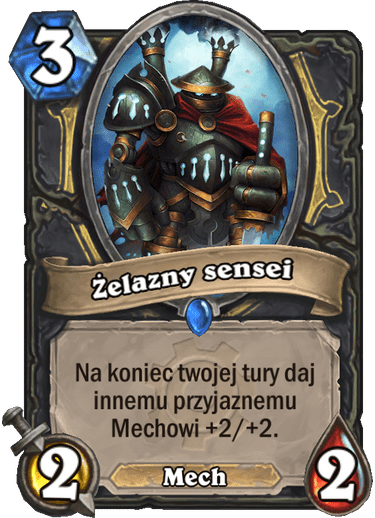 3
Żelazny sensei
Na koniec twojej tury daj
innemu przyjaznemu
Mechowi +2/+2.
2
Mech
2